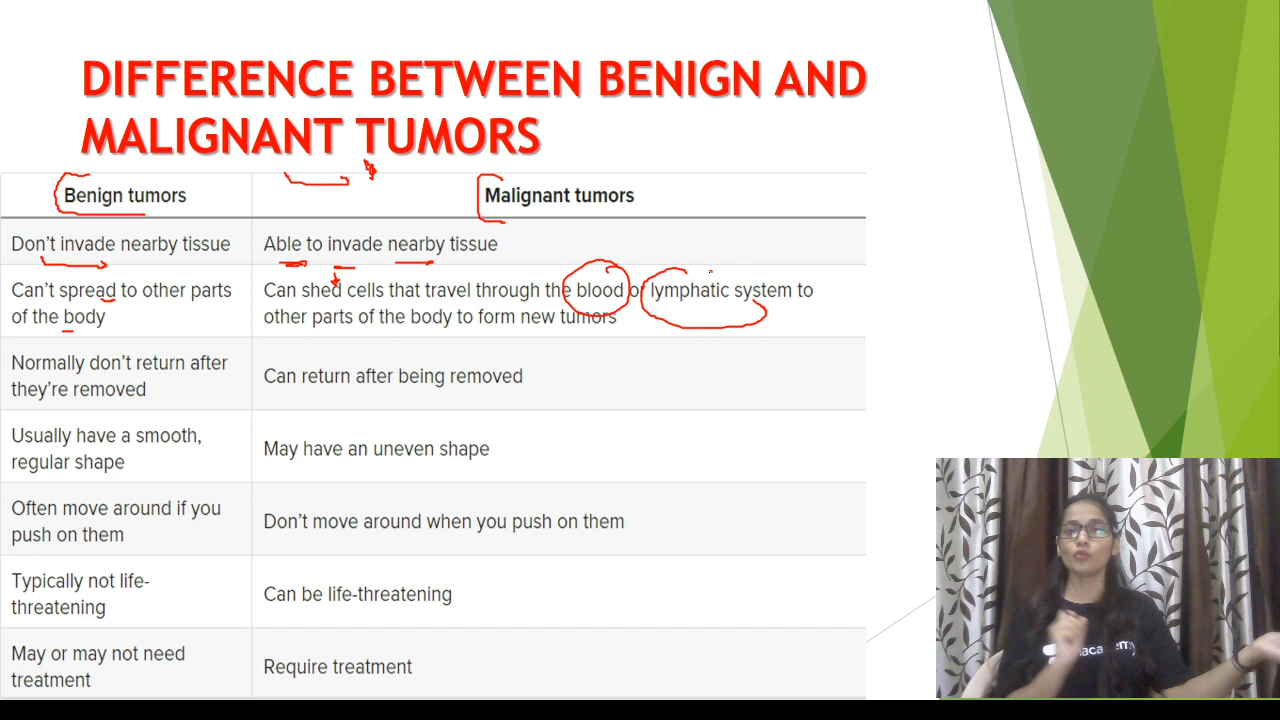 DIFFERENCE BETWEEN BENIGN AND
MALIGNANT TUMORS
Benign tumors
Malignant tumors
Don't invade nearby tissue
Able to invade nearby tissue
Can't spread to other parts
of the body
Can shed cells that travel through the blood or lymphatic system to
other parts of the body to form new tumors
Normally don't return after
they're removed
Can return after being removed
Usually have a smooth,
regular shape
May have an uneven shape
Often move around if you
push on them
Don't move around when you push on them
Typically not life-
threatening
Can be life-threatening
May or may not need
treatment
Require treatment